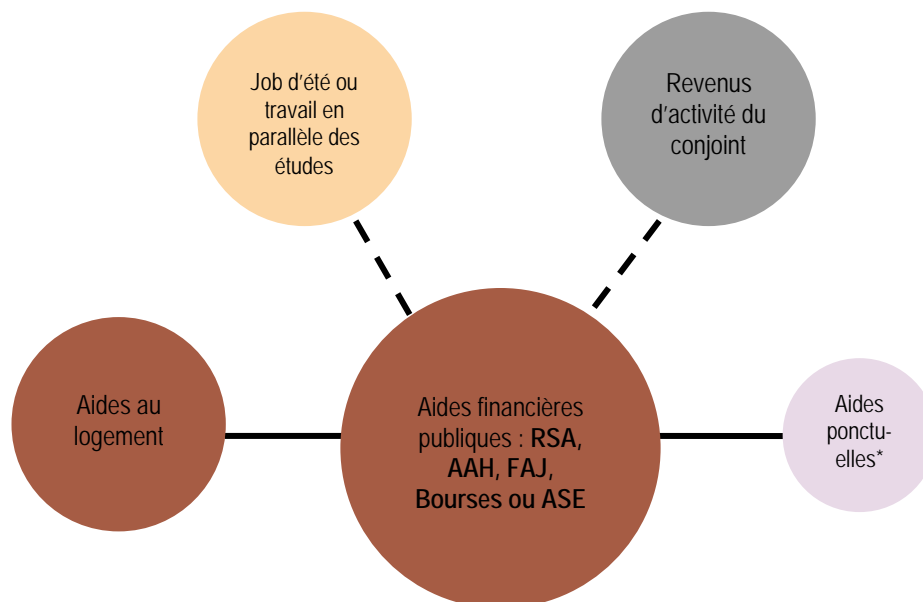 Job d'été ou
travail en
parallèle des
études
Revenus
d'activité du
conjoint
Aides au
logement
Aides financières
publiques : RSA,
AAH, FAJ,
Bourses ou ASE
Aides
ponctu-
elles*